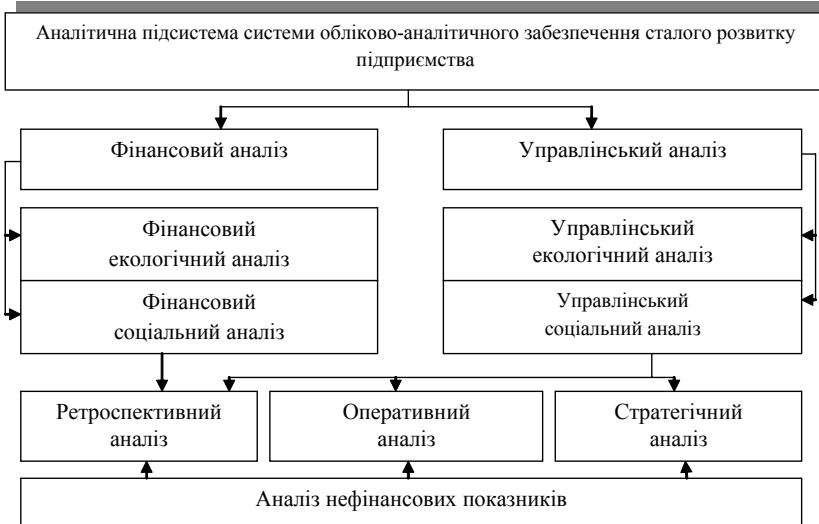 Аналітична підсистема системи обліково-аналітичного забезпечення сталого розвитку
підприємства
Фінансовий аналіз
Управлінський аналіз
Фінансовий
екологічний аналіз
Управлінський
екологічний аналіз
Фінансовий
соціальний аналіз
Управлінський
соціальний аналіз
Ретроспективний
аналіз
Оперативний
аналіз
Стратегічний
аналіз
Аналіз нефінансових показників